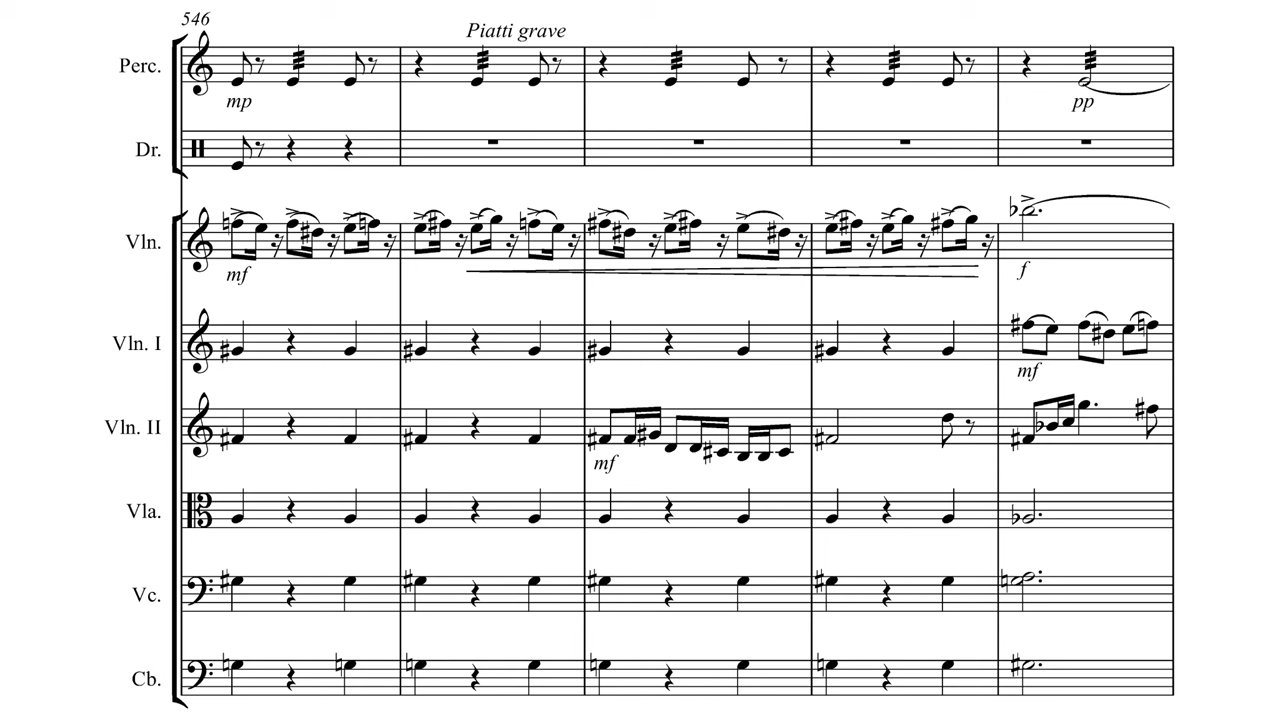 546
Piatti grave
Perc.
mp
pp
Dr.
Vln.
mf
f
Vln. I
mf
Vln. II
mf
Vla.
Vc.
Cb.